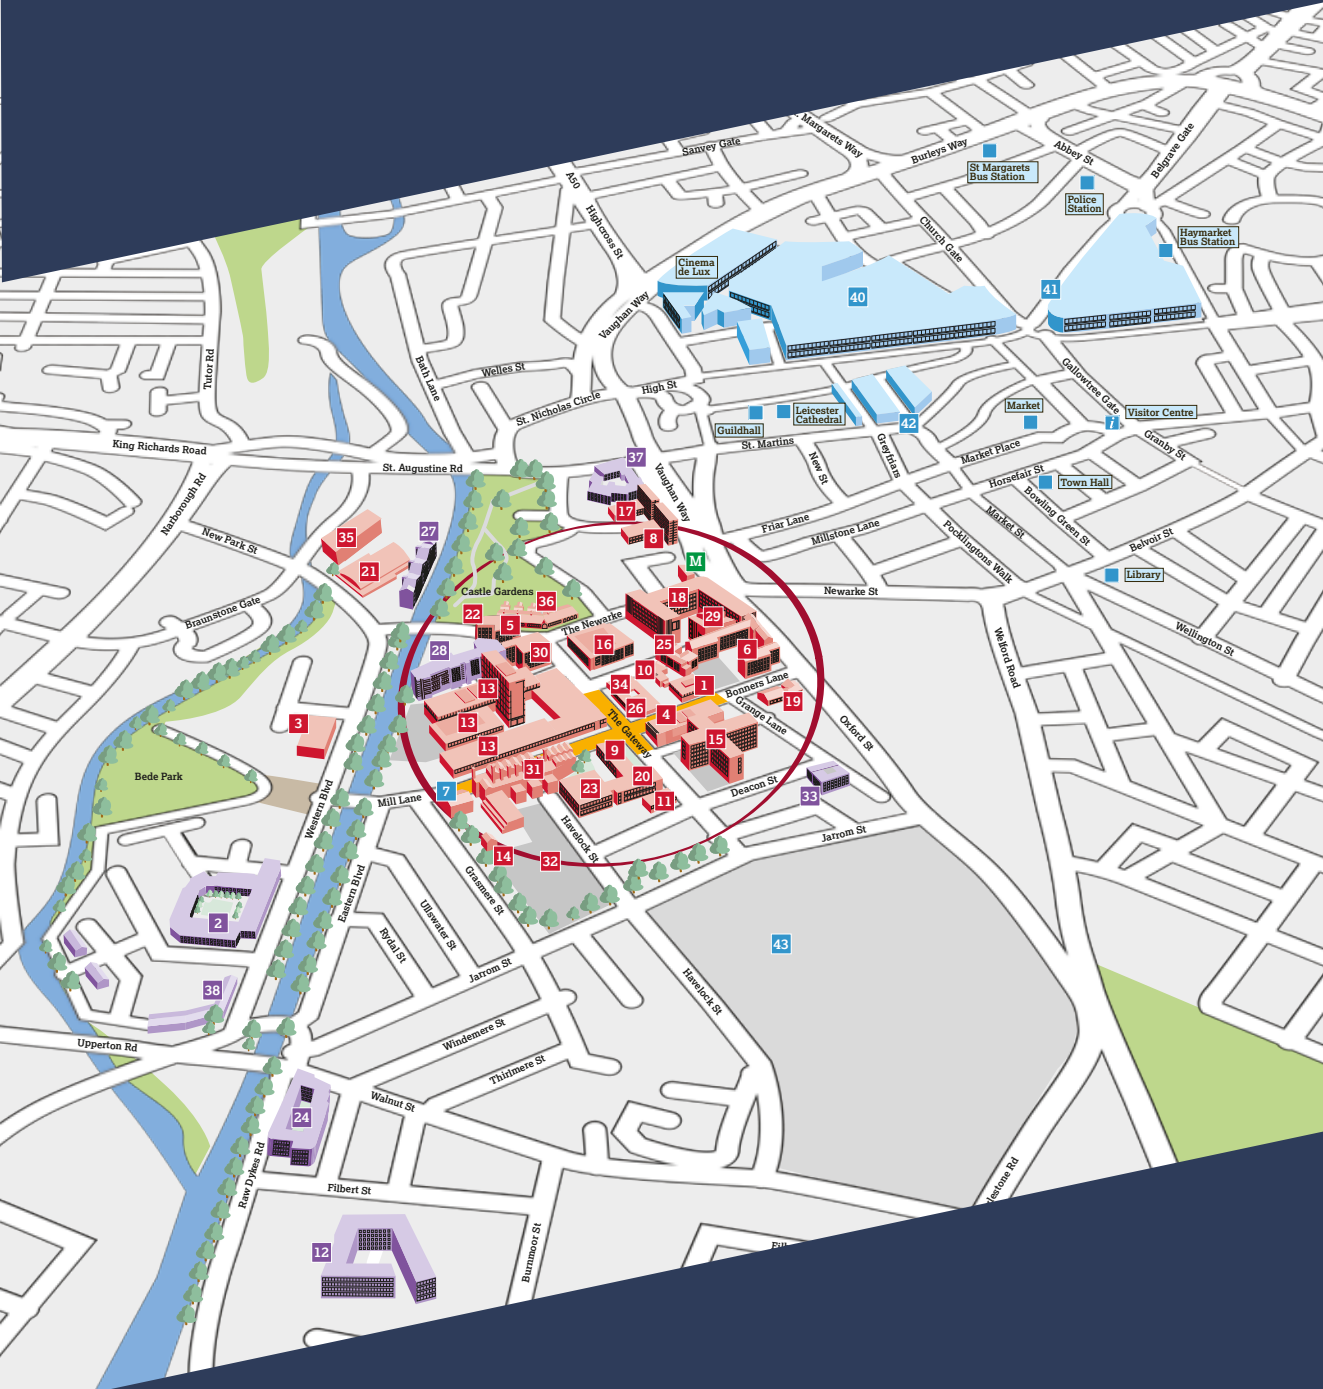 Margarets Way
Sanvey Gate
Burleys Way
St Margarets
Bus Station
Abbey St
Belgrave Gate
Police
Station
A50
Highcross St
Church Gate
Haymarket
Bus Station
Cinema
de Lux
40
41
Vaughan Way
Tutor Rd
Bath Lane
Welles St
High St
St. Nicholas Circle
Gallowtree Gate
Leicester
Cathedral
Guildhall
42
Market
Visitor Centre
i
St. Martins
New St
Greyfriars
Market Place
Granby St
King Richards Road
St. Augustine Rd
37
Vaughan Way
Horsefair St
Town Hall
Bowling Green St
Market St
Narborough Rd
New Park St
35
27
21
17
8
Friar Lane
Millstone Lane
Pocklingtons Walk
Belvoir St
M
Library
Castle Gardens
Newarke St
Braunstone Gate
22
5
36
The Newarke
18
29
Wellington St
Welford Road
28
30
16
25
6
10
13
34
26
1
Bonners Lane
19
Grange Lane
13
4
The Gateway
Oxford St
3
13
15
9
Bede Park
31
20
23
11
Deacon St
33
7
Mill Lane
Western Blvd
Havelock St
Jarrom St
14
32
Eastern Blvd
Grasmere St
Ullswater St
2
Rydal St
43
Jarrom St
38
Havelock St
Upperton Rd
Windemere St
Thirlmere St
24
Walnut St
Raw Dykes Rd
Filbert St
lestone Rd
12
Burnmoor St